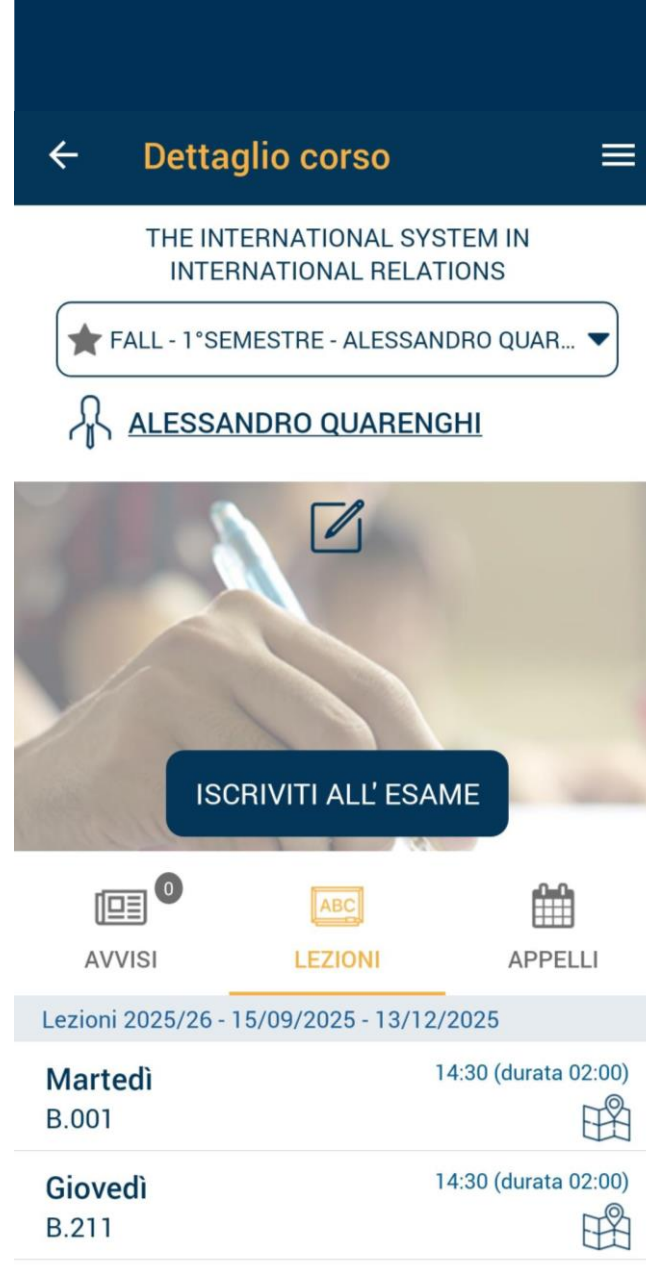 Dettaglio corso
THE INTERNATIONAL SYSTEM IN
INTERNATIONAL RELATIONS
FALL - 1°SEMESTRE - ALESSANDRO QUAR...
ALESSANDRO QUARENGHI
ISCRIVITI ALL' ESAME
0
ABC
AVVISI
LEZIONI
APPELLI
Lezioni 2025/26 - 15/09/2025 - 13/12/2025
Martedì
14:30 (durata 02:00)
B.001
Giovedì
14:30 (durata 02:00)
B.211